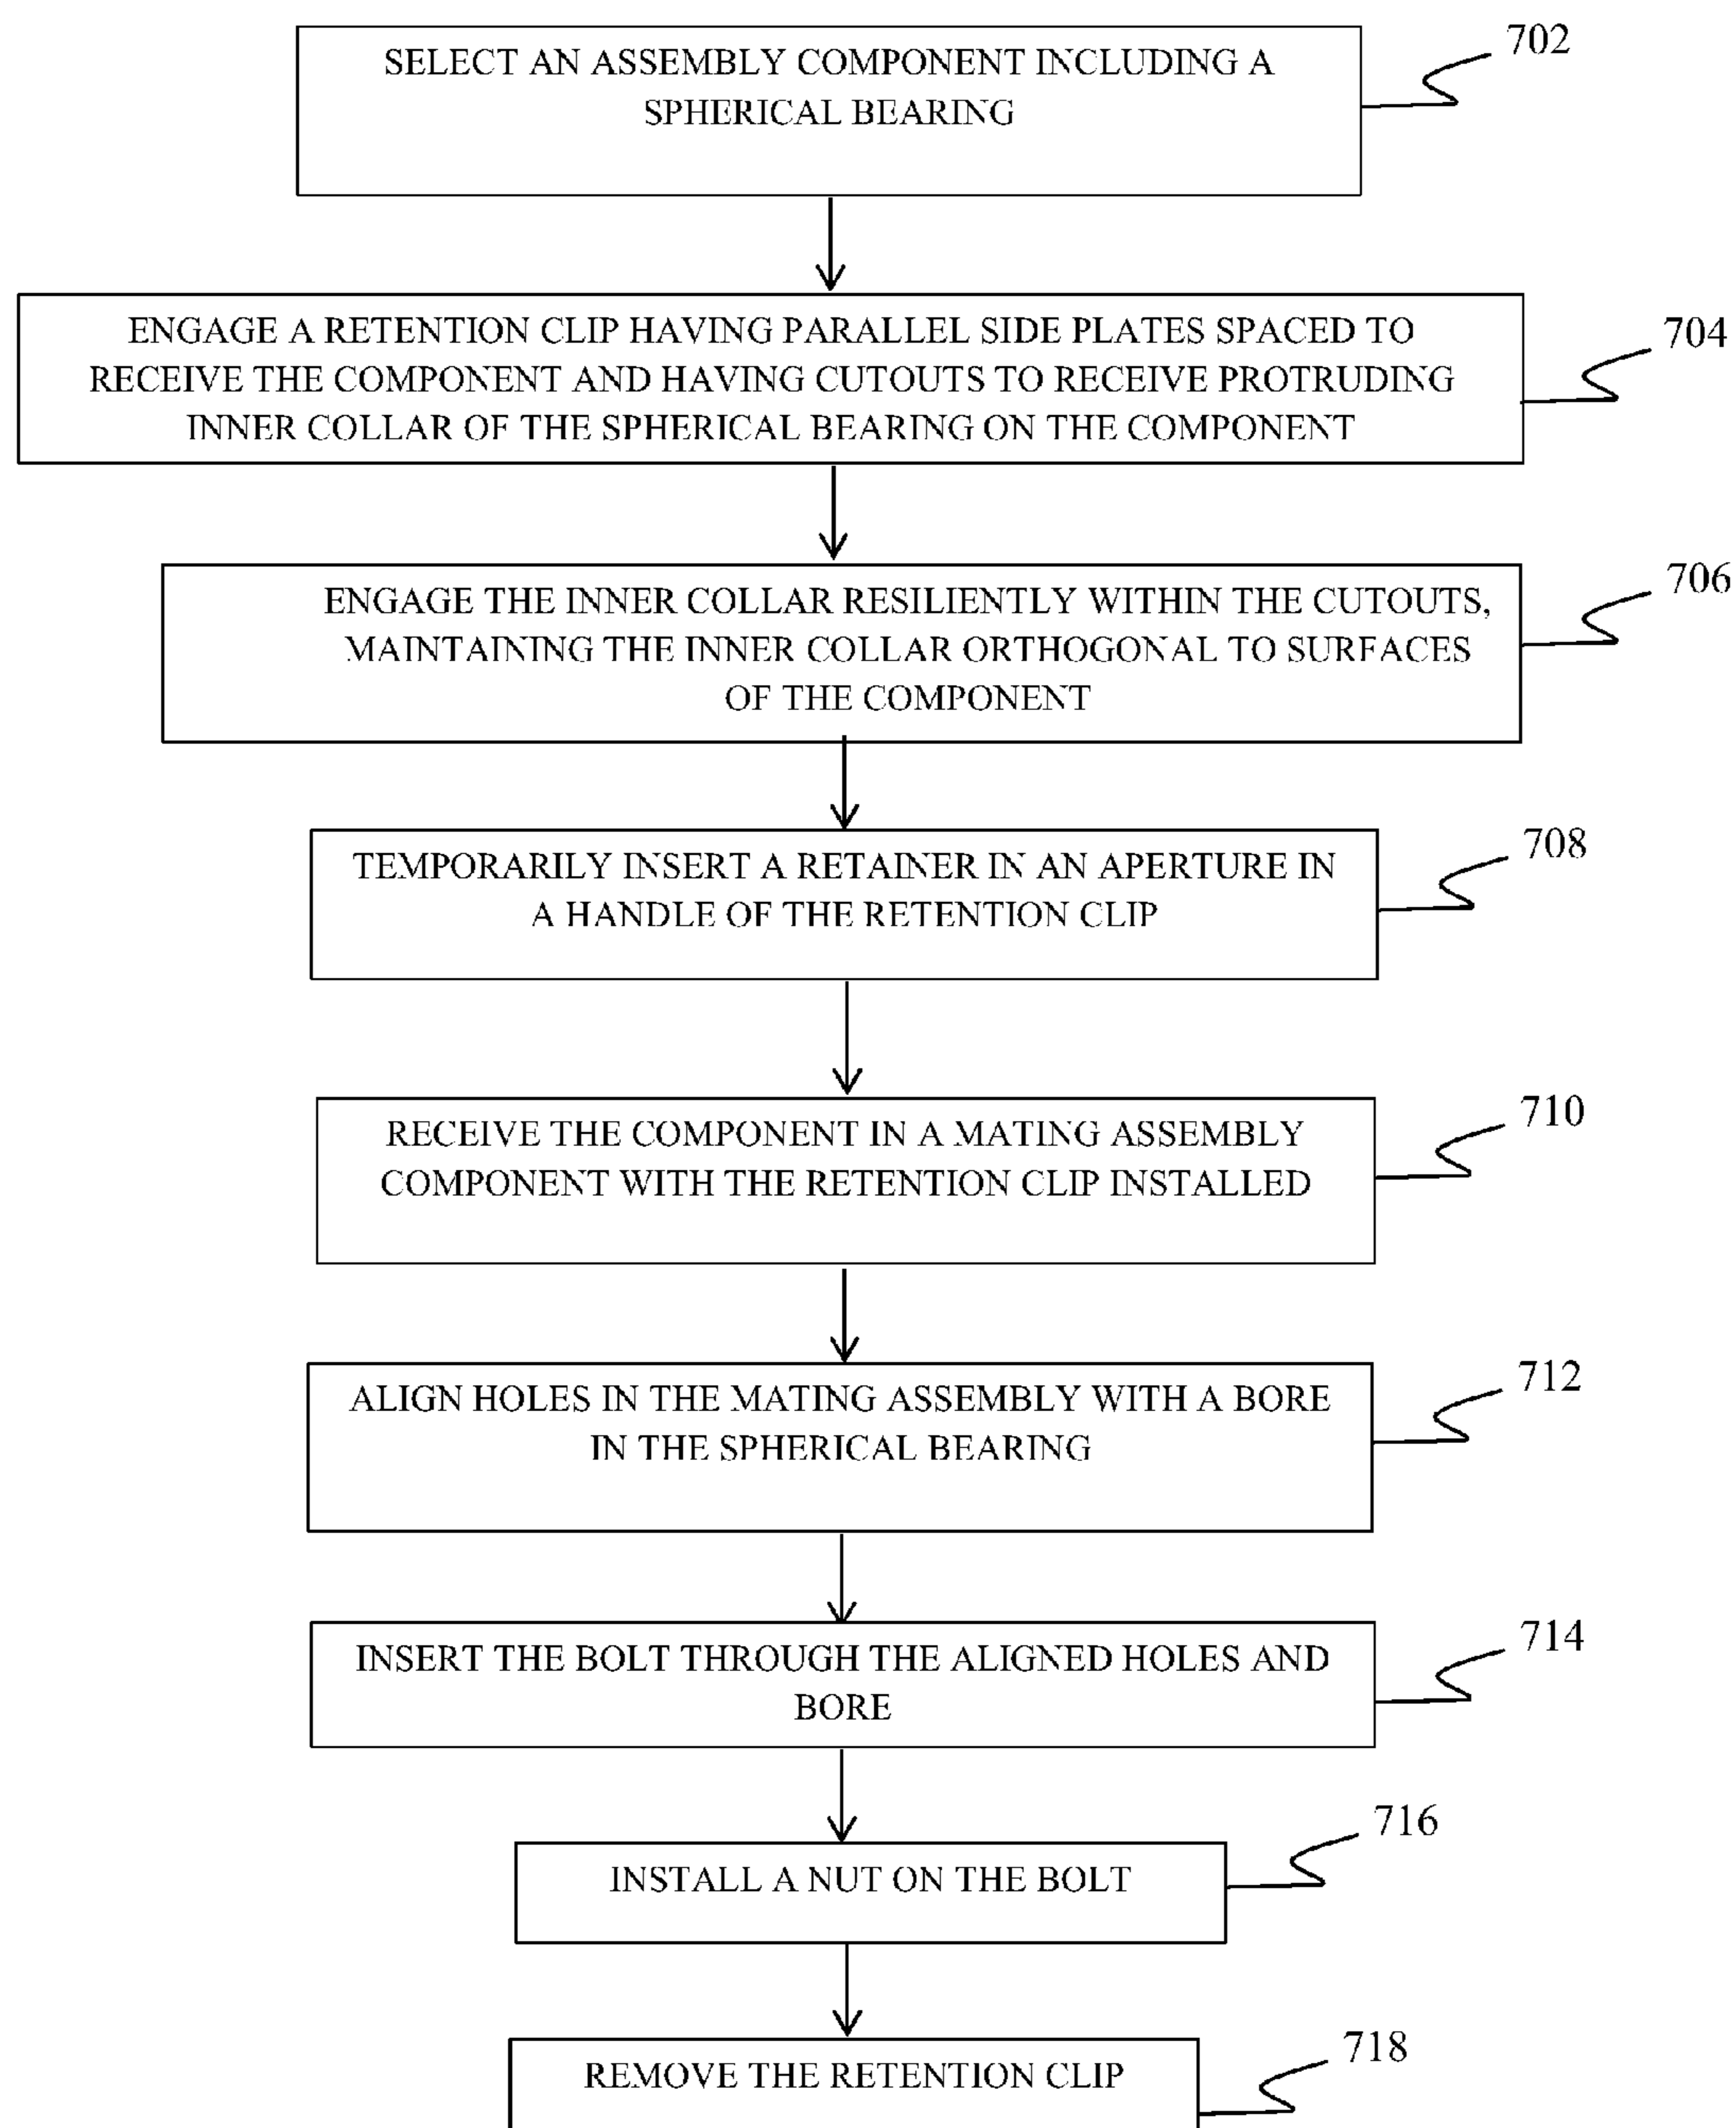 SELECT AN ASSEMBLY COMPONENT INCLUDING A
SPHERICAL BEARING
702
ENGAGE A RETENTION CLIP HAVING PARALLEL SIDE PLATES SPACED TO
RECEIVE THE COMPONENT AND HAVING CUTOUTS TO RECEIVE PROTRUDING
INNER COLLAR OF THE SPHERICAL BEARING ON THE COMPONENT
704
ENGAGE THE INNER COLLAR RESILIENTLY WITHIN THE CUTOUTS,
MAINTAINING THE INNER COLLAR ORTHOGONAL TO SURFACES
OF THE COMPONENT
706
TEMPORARILY INSERT A RETAINER IN AN APERTURE IN
A HANDLE OF THE RETENTION CLIP
708
RECEIVE THE COMPONENT IN A MATING ASSEMBLY
COMPONENT WITH THE RETENTION CLIP INSTALLED
710
ALIGN HOLES IN THE MATING ASSEMBLY WITH A BORE
IN THE SPHERICAL BEARING
712
INSERT THE BOLT THROUGH THE ALIGNED HOLES AND
BORE
714
INSTALL A NUT ON THE BOLT
716
REMOVE THE RETENTION CLIP
718